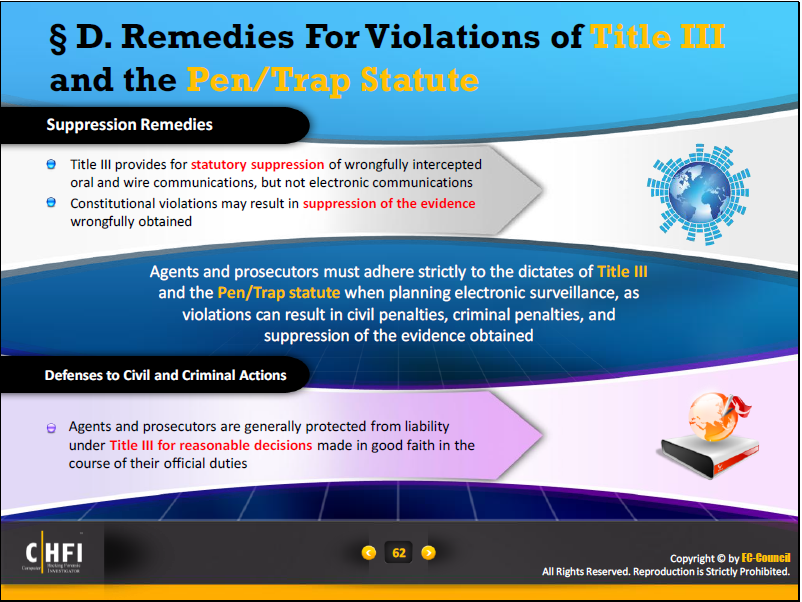 § D. Remedies For Violations of Title III
and the Pen/Trap Statute
Suppression Remedies
Title III provides for statutory suppression of wrongfully intercepted
oral and wire communications, but not electronic communications
Constitutional violations may result in suppression of the evidence
wrongfully obtained
Agents and prosecutors must adhere strictly to the dictates of Title III
and the Pen/Trap statute when planning electronic surveillance, as
violations can result in civil penalties, criminal penalties, and
suppression of the evidence obtained
Defenses to Civil and Criminal Actions
Agents and prosecutors are generally protected from liability
under Title III for reasonable decisions made in good faith in the
course of their official duties
CHFI
Computer Hacking Forensic
INVESTIGATOR
62
Copyright © by EC-Council
All Rights Reserved. Reproduction is Strictly Prohibited.